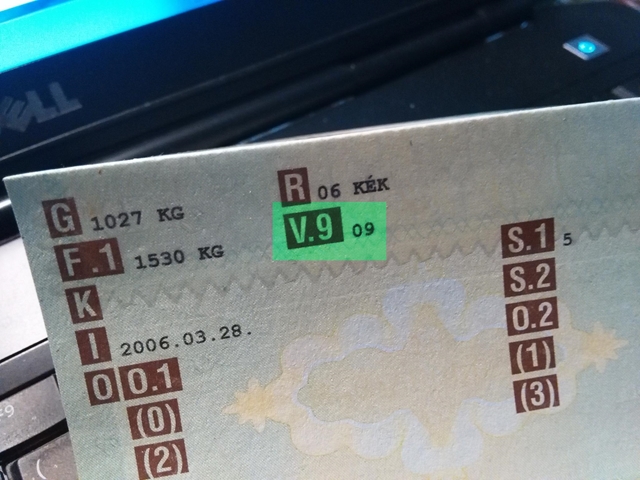 DELL
G 1027 KG
R 06 KÉK
F.1 1530 KG
V.9 09
S.1 5
K
S.2
I 2006.03.28.
O.2
O O.1
(1)
(0)
(3)
(2)
F9